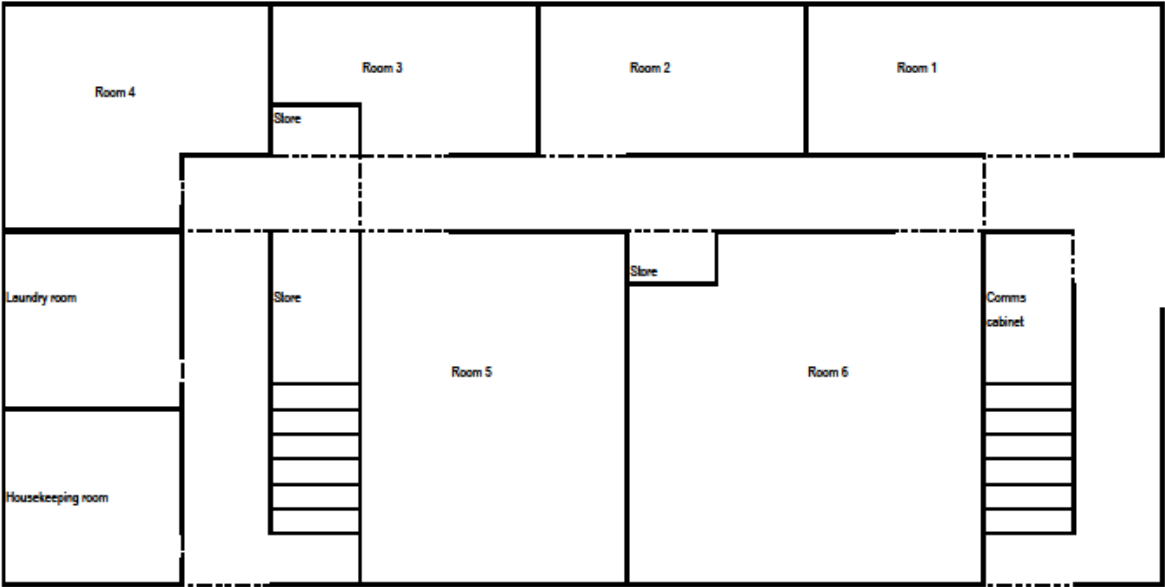 Room 3
Room 2
Room 1
Room 4
Store
Store
Laundry room
Store
Comms
cabinet
Room 5
Room 6
Housekeeping room